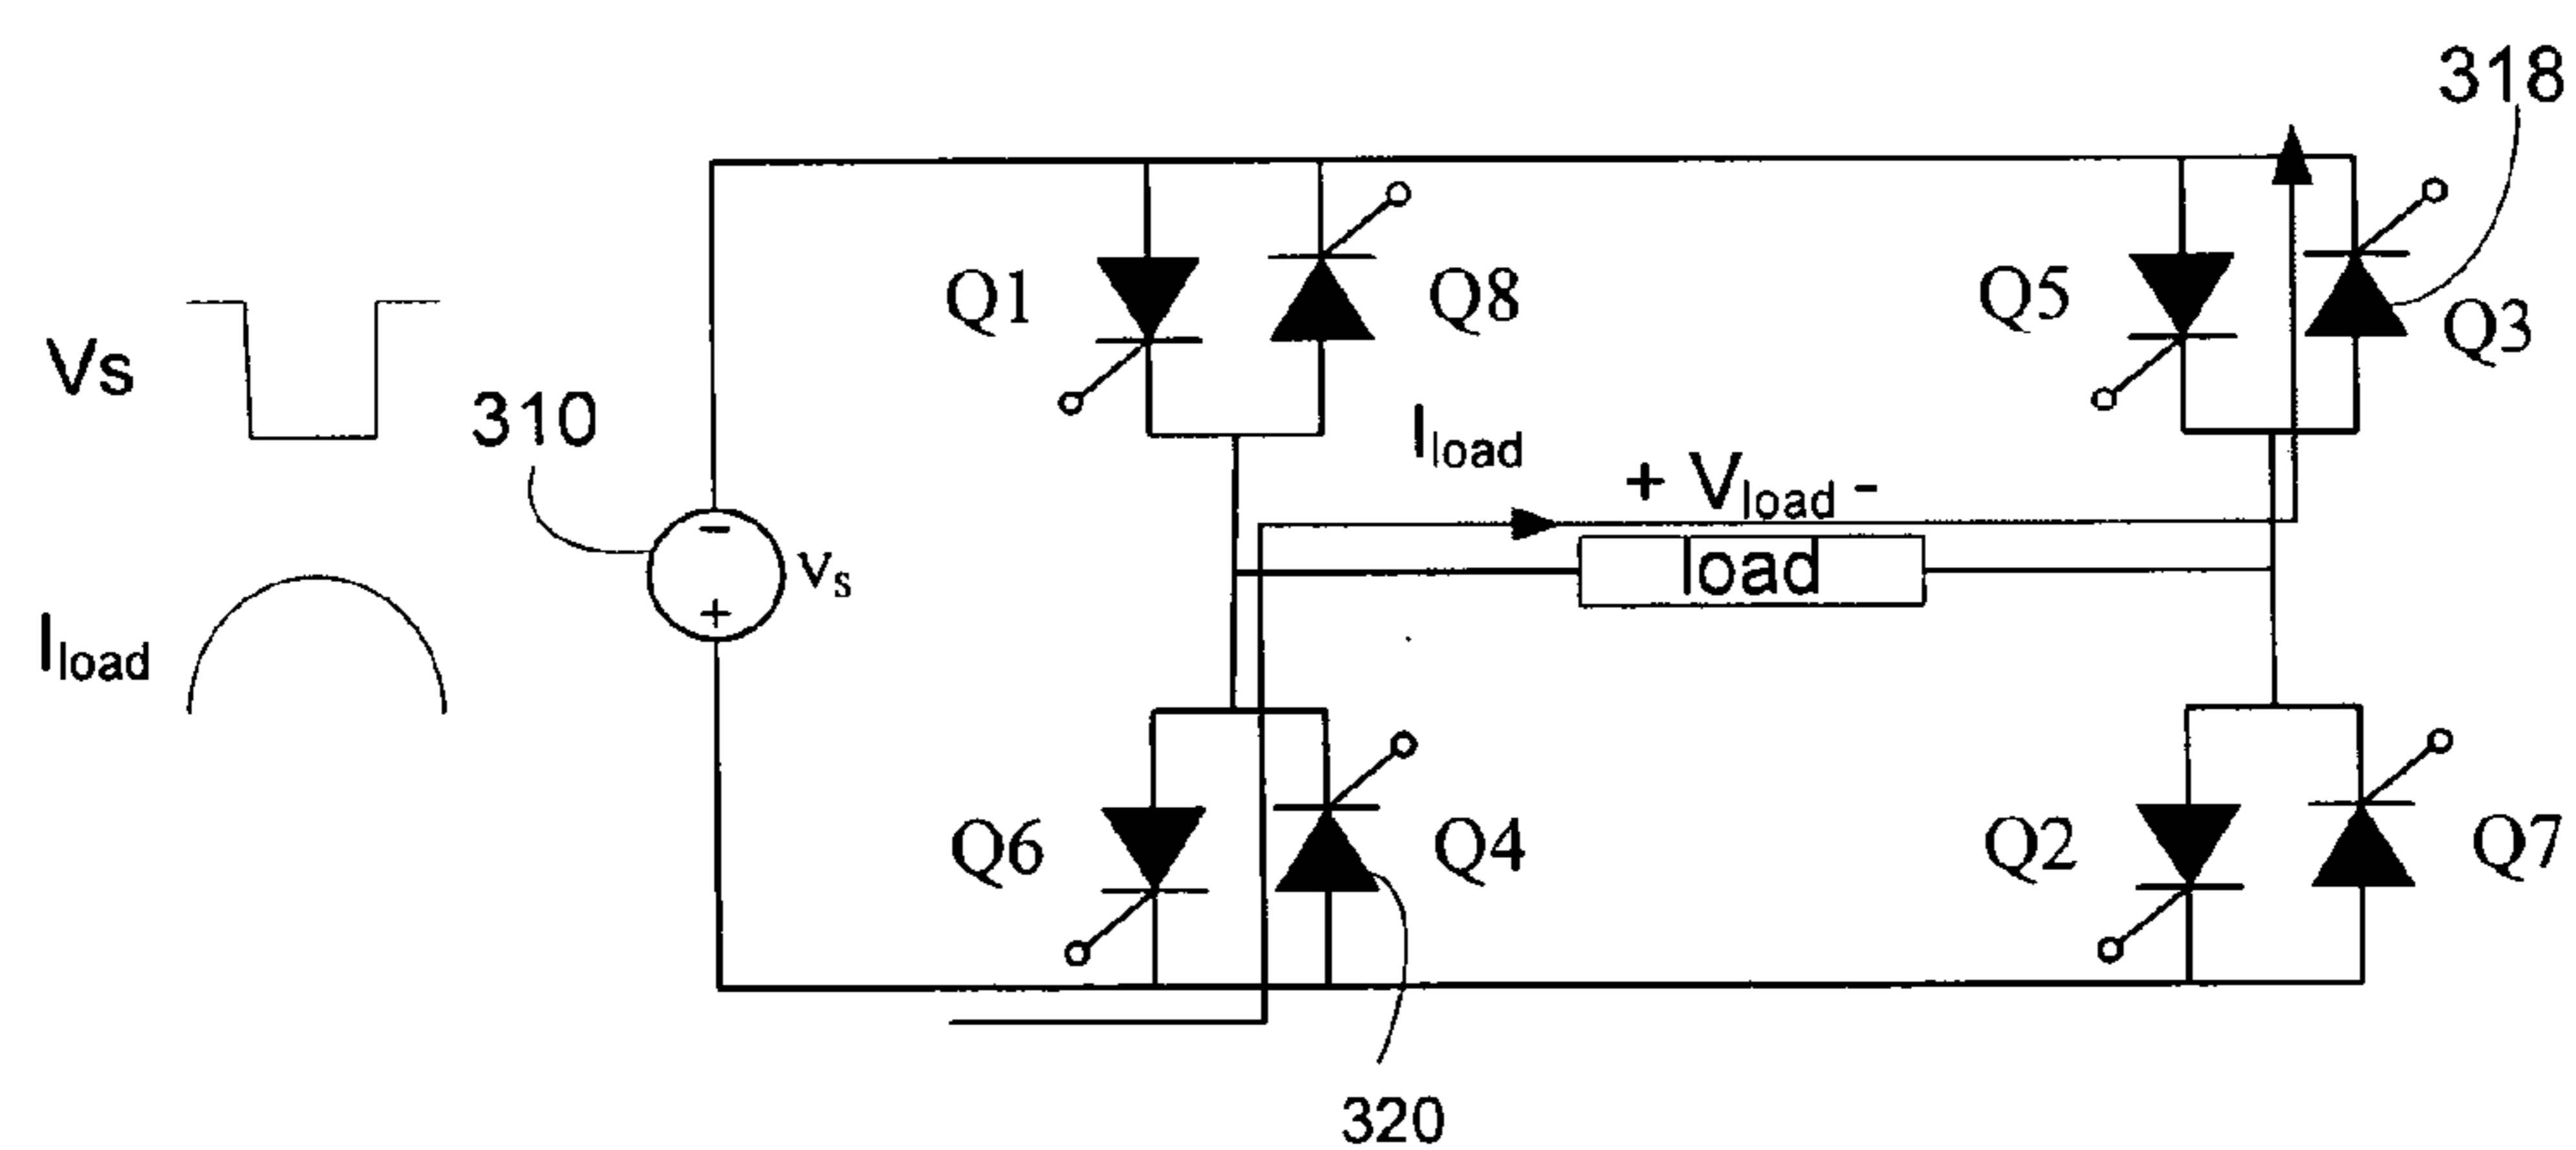 318
Q1
Q8
Q5
Q3
Vs
310
Iload
+ Vload -
−
vs
+
load
Iload
Q6
Q4
Q2
Q7
320